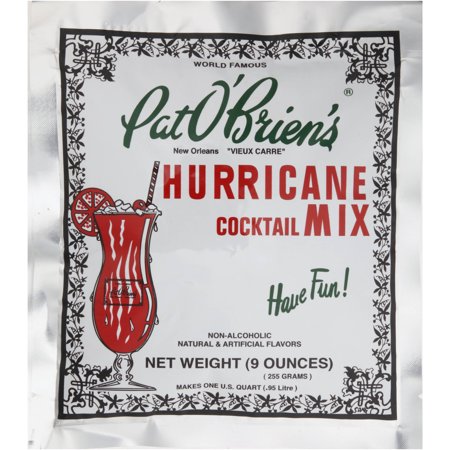 WORLD FAMOUS
Pat O'Brien's ®
New Orleans "VIEUX CARRE"
HURRICANE
COCKTAIL MIX
Have Fun!
NON-ALCOHOLIC
NATURAL & ARTIFICIAL FLAVORS
NET WEIGHT (9 OUNCES)
( 255 GRAMS )
MAKES ONE U.S. QUART (.95 Litre)